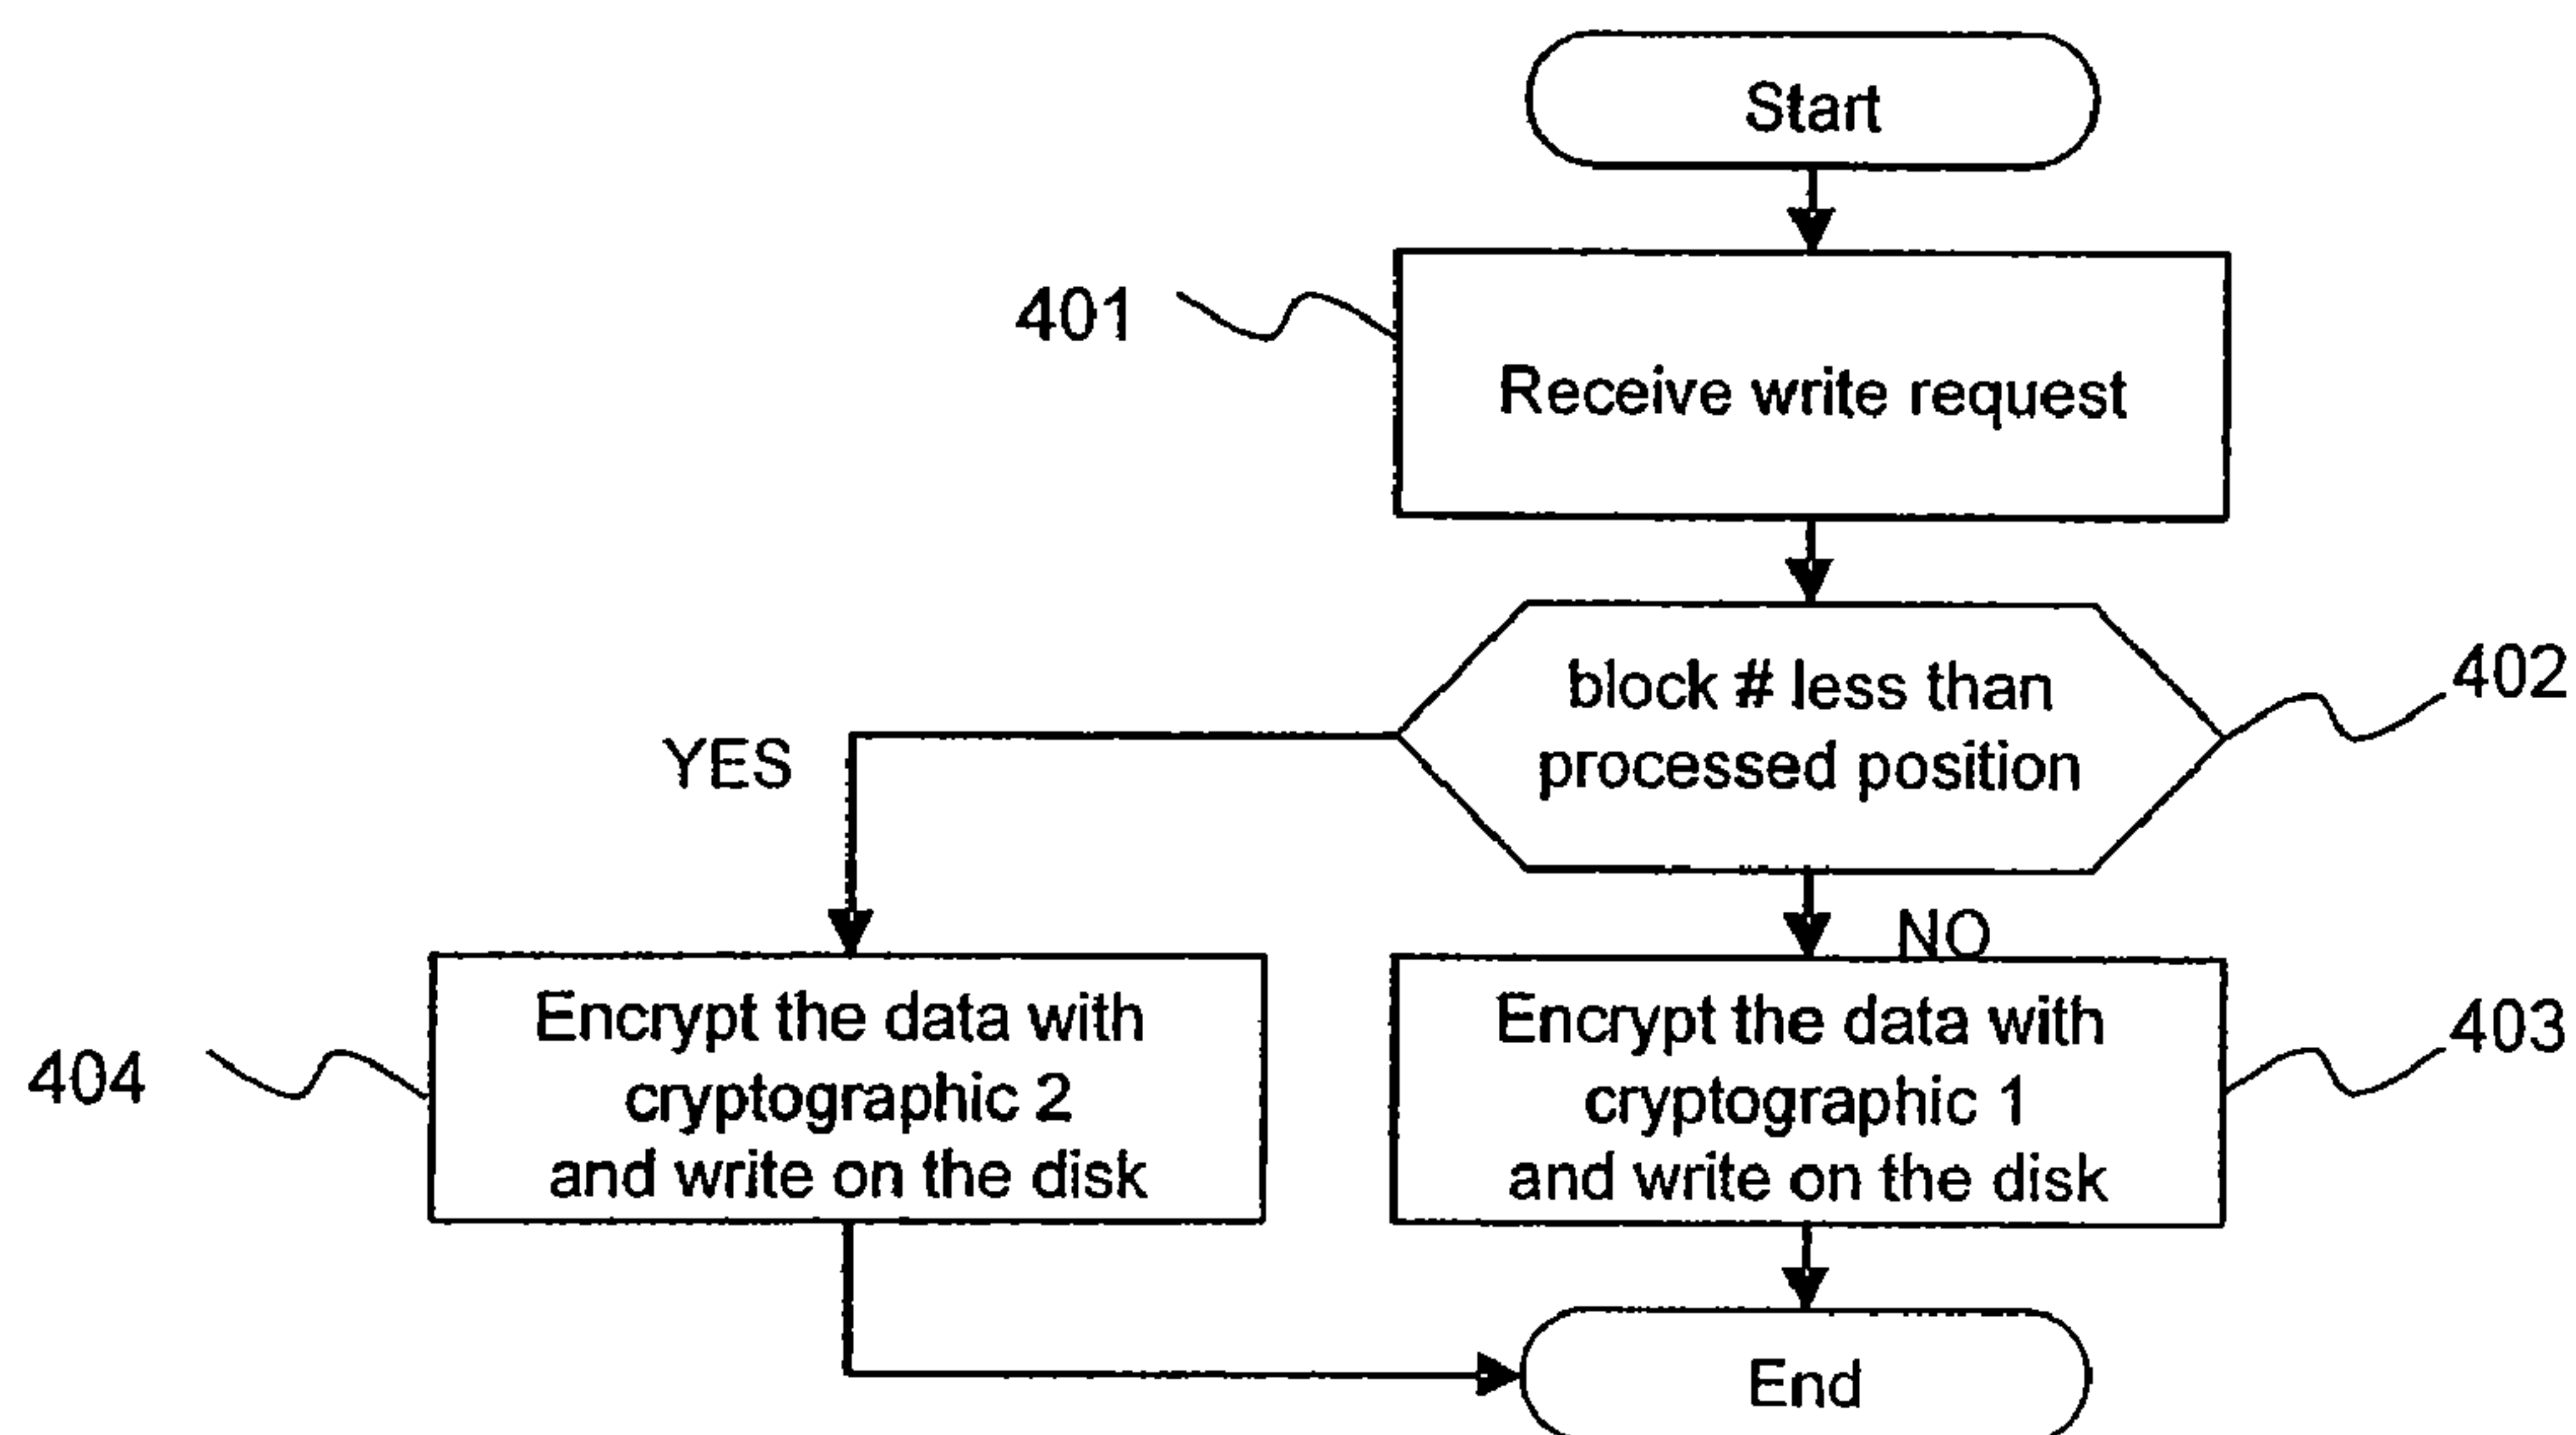 Start
401
Receive write request
block # less than
processed position
402
YES
NO
Encrypt the data with
cryptographic 2
and write on the disk
404
Encrypt the data with
cryptographic 1
and write on the disk
403
End